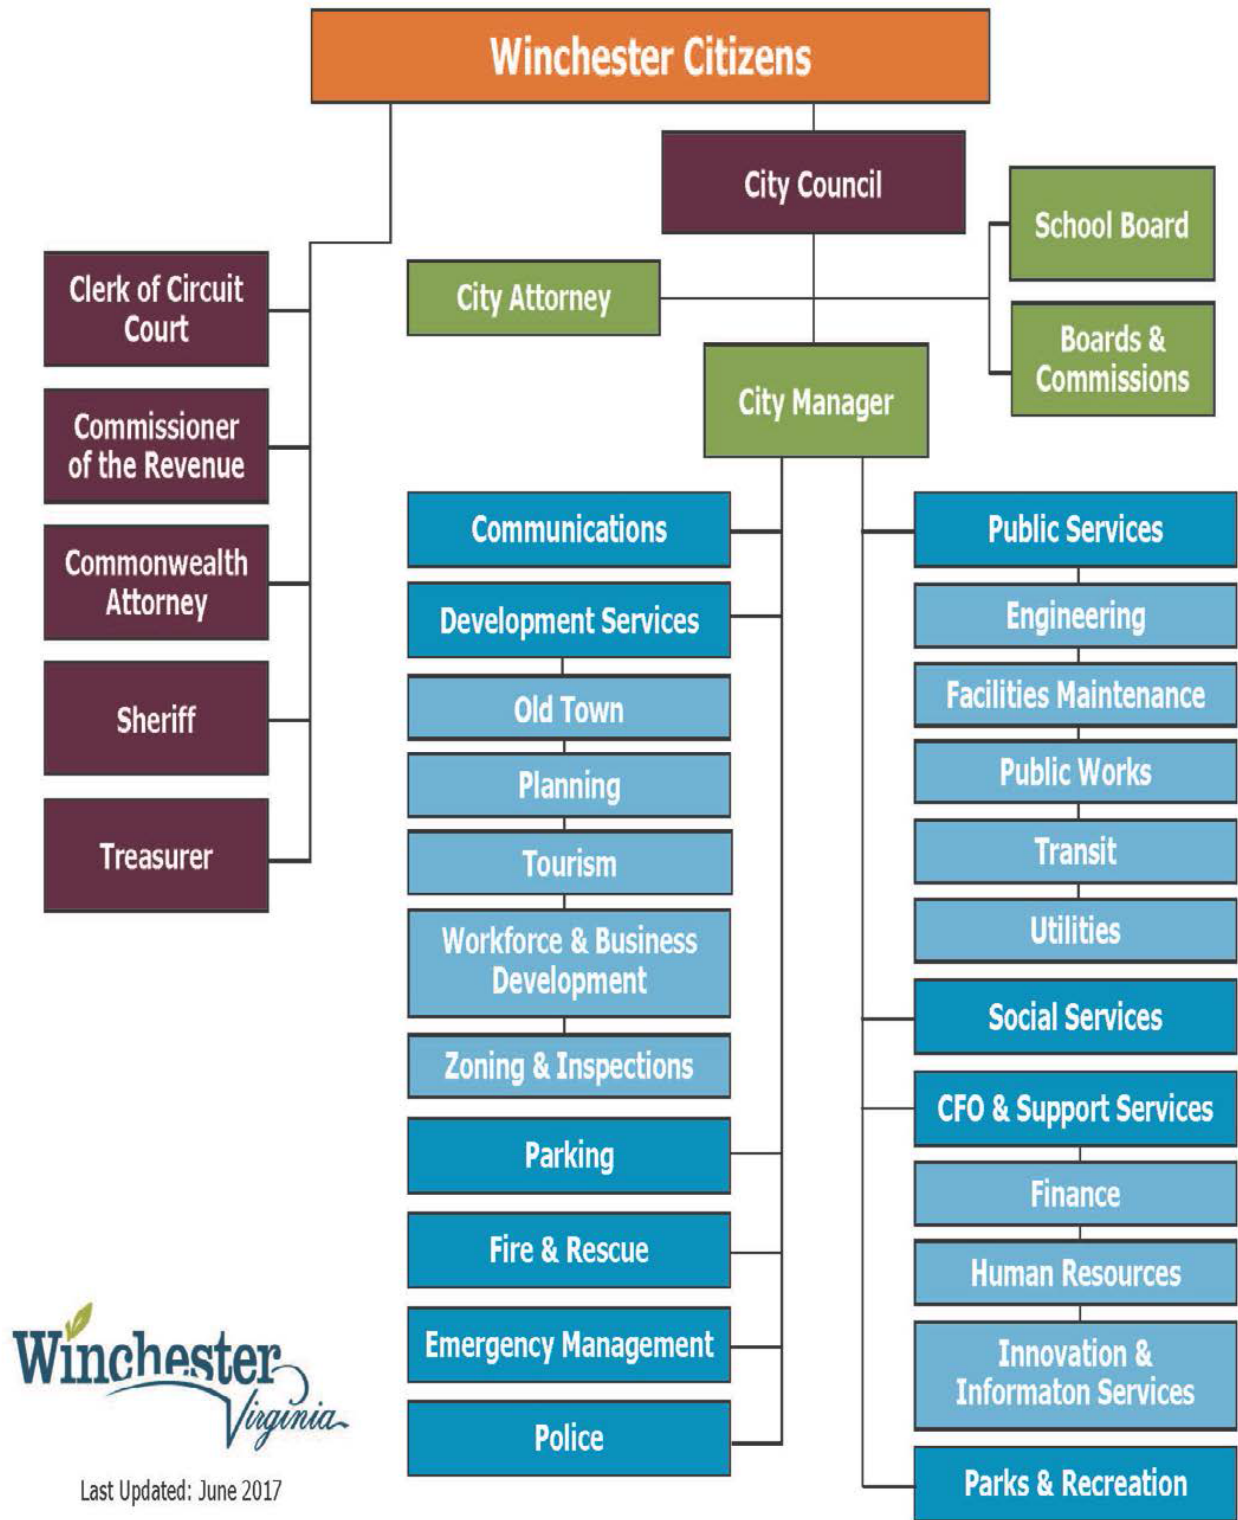 Winchester Citizens
City Council
School Board
City Attorney
Boards &
Commissions
City Manager
Clerk of Circuit
Court
Commissioner
of the Revenue
Commonwealth
Attorney
Sheriff
Treasurer
Communications
Development Services
Old Town
Planning
Tourism
Workforce & Business
Development
Zoning & Inspections
Parking
Fire & Rescue
Emergency Management
Police
Public Services
Engineering
Facilities Maintenance
Public Works
Transit
Utilities
Social Services
CFO & Support Services
Finance
Human Resources
Innovation &
Informaton Services
Parks & Recreation
Winchester
Virginia
Last Updated: June 2017